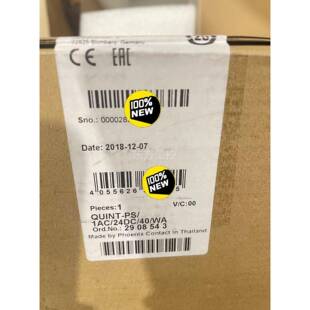 32825 Blomberg, Germany
CE EAC
100%
NEW
Sno.: 000028
Date: 2018-12-07
100%
NEW
4 055626
Pieces:1
V/C:00
QUINT-PS/
1AC/24DC/40/WA
Ord.No.: 29 08 54 3
Made by Phoenix Contact in Thailand